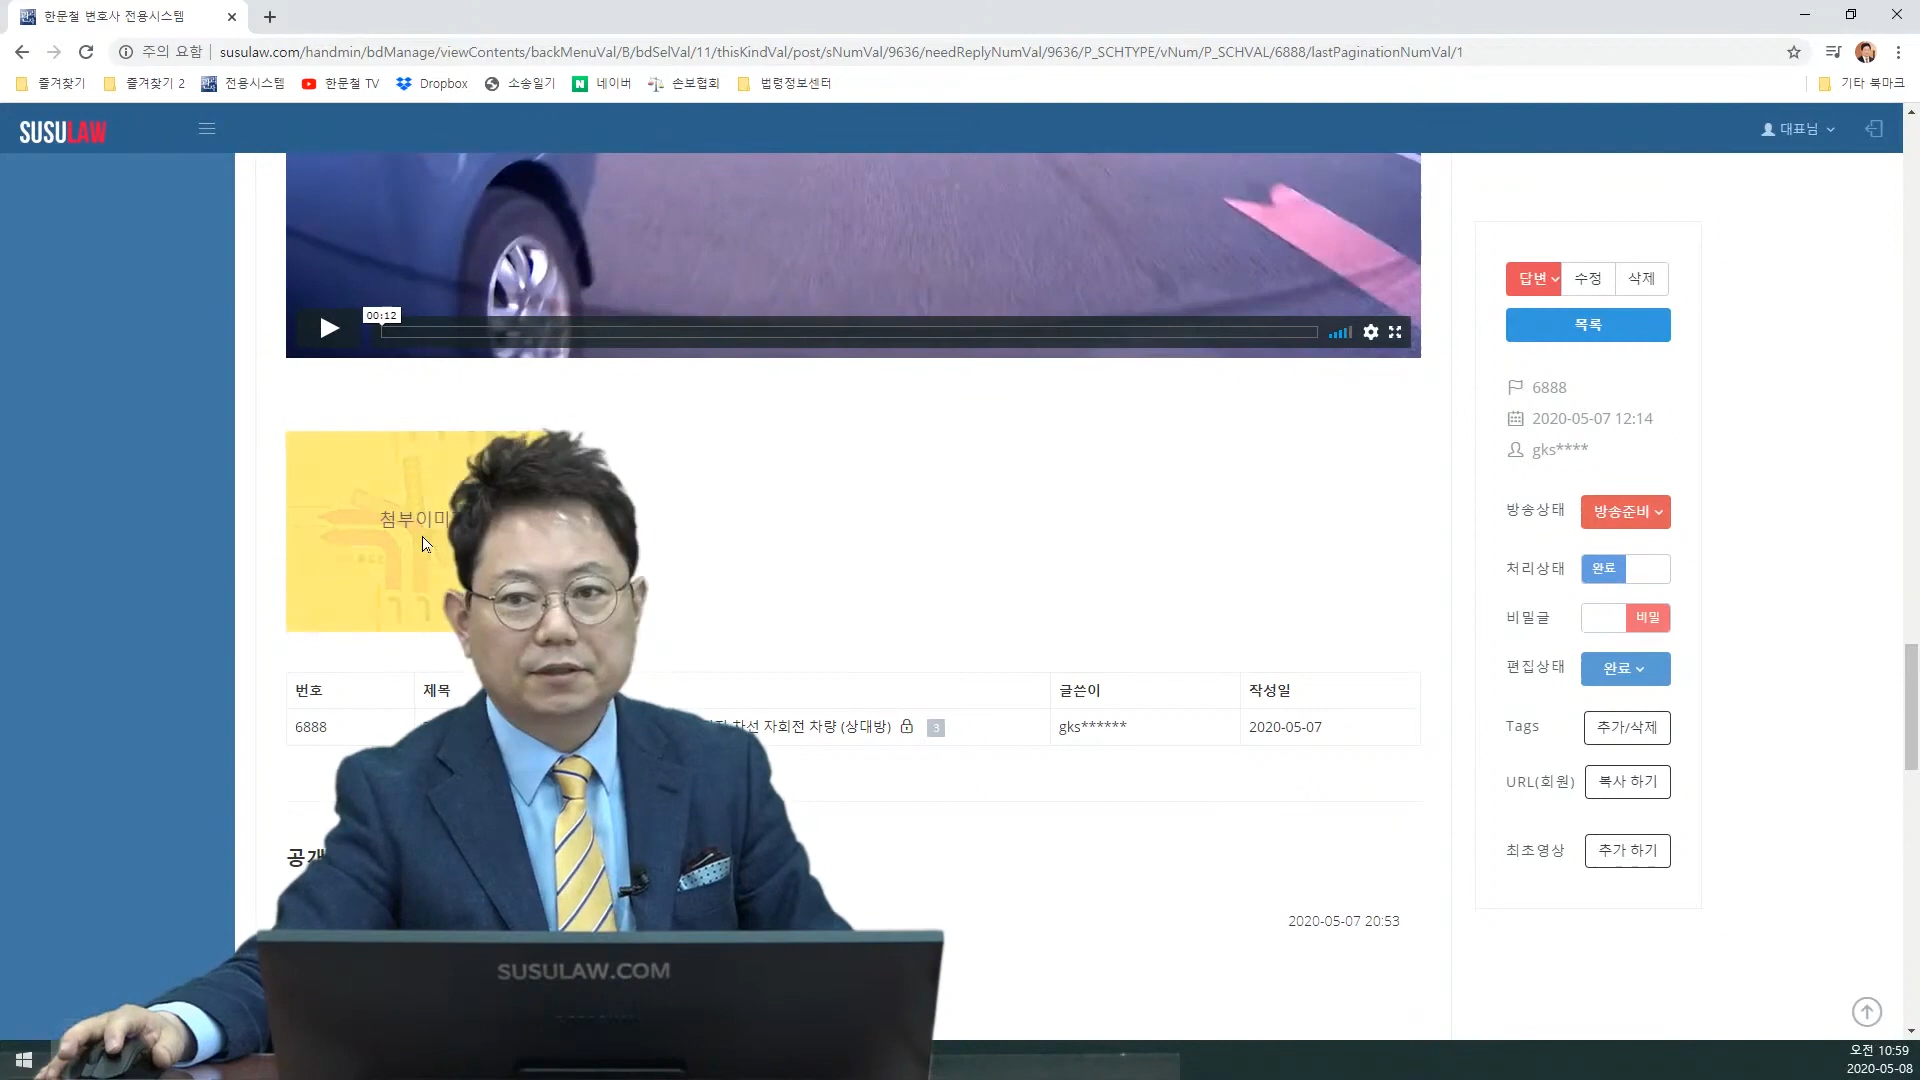 한문철 변호사 전용시스템
주의 요함
susulaw.com/handmin/bdManage/viewContents/backMenuVal/B/bdSelVal/11/thisKindVal/post/sNumVal/9636/needReplyNumVal/9636/P_SCHTYPE/vNum/P_SCHVAL/6888/lastPaginationNumVal/1
즐겨찾기 즐겨찾기 2 전용시스템 한문철 TV Dropbox 소송일기 N 네이버 손보협회 법령정보센터 기타 북마크
SUSULAW 대표님
00:12
답변 수정 삭제
목록
6888
2020-05-07 12:14
gks****
방송상태 방송준비
첨부이미
처리상태 완료
비밀글 비밀
편집상태 완료
번호 제목 글쓴이 작성일
6888 차선 좌회전 차량 (상대방) 3 gks****** 2020-05-07
Tags 추가/삭제
URL(회원) 복사 하기
최초영상 추가 하기
공개
2020-05-07 20:53
SUSULAW.COM
오전 10:59
2020-05-08